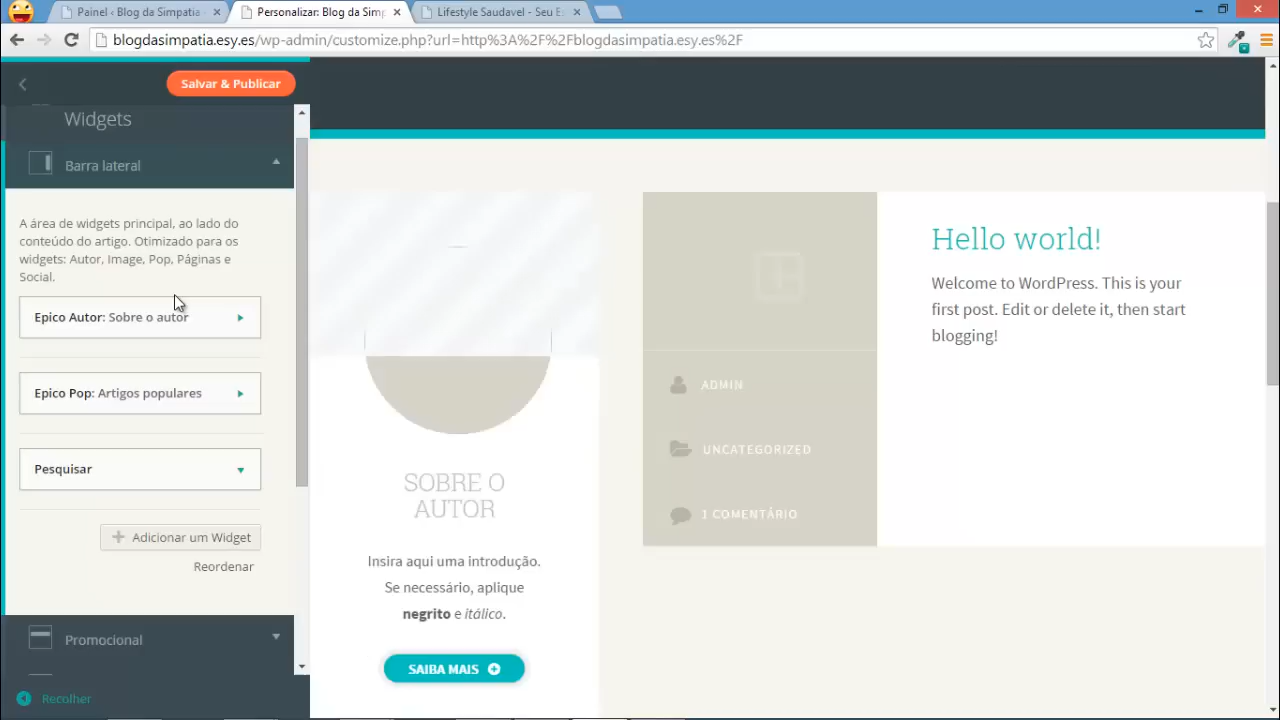 Painel ‹ Blog da Simpatia
Personalizar: Blog da Simp
Lifestyle Saudavel - Seu E
blogdasimpatia.esy.es/wp-admin/customize.php?url=http%3A%2F%2Fblogdasimpatia.esy.es%2F
Salvar & Publicar
Widgets
Barra lateral
A área de widgets principal, ao lado do
conteúdo do artigo. Otimizado para os
widgets: Autor, Image, Pop, Páginas e
Social.
Epico Autor: Sobre o autor
Epico Pop: Artigos populares
Pesquisar
Adicionar um Widget
Reordenar
Promocional
Recolher
SOBRE O
AUTOR
Insira aqui uma introdução.
Se necessário, aplique
negrito e itálico.
SAIBA MAIS
ADMIN
UNCATEGORIZED
1 COMENTÁRIO
Hello world!
Welcome to WordPress. This is your
first post. Edit or delete it, then start
blogging!